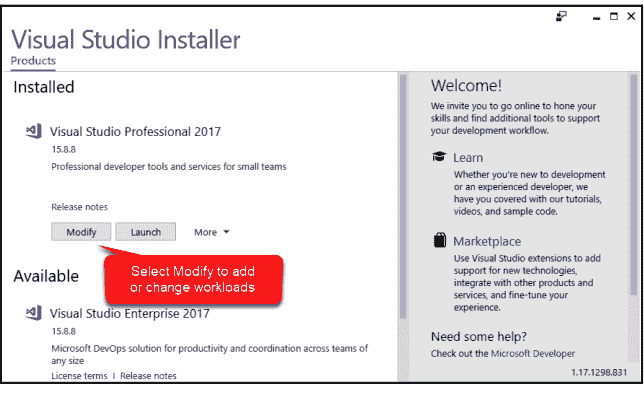 Visual Studio Installer
Products
Installed
Visual Studio Professional 2017
15.8.8
Professional developer tools and services for small teams
Release notes
Modify
Launch
More
Select Modify to add
or change workloads
Available
Visual Studio Enterprise 2017
15.8.8
Microsoft DevOps solution for productivity and coordination across teams of
any size
License terms | Release notes
Welcome!
We invite you to go online to hone your
skills and find additional tools to support
your development workflow.
Learn
Whether you're new to development
or an experienced developer, we
have you covered with our tutorials,
videos, and sample code.
Marketplace
Use Visual Studio extensions to add
support for new technologies,
integrate with other products and
services, and fine-tune your
experience.
Need some help?
Check out the Microsoft Developer
1.17.1298.831